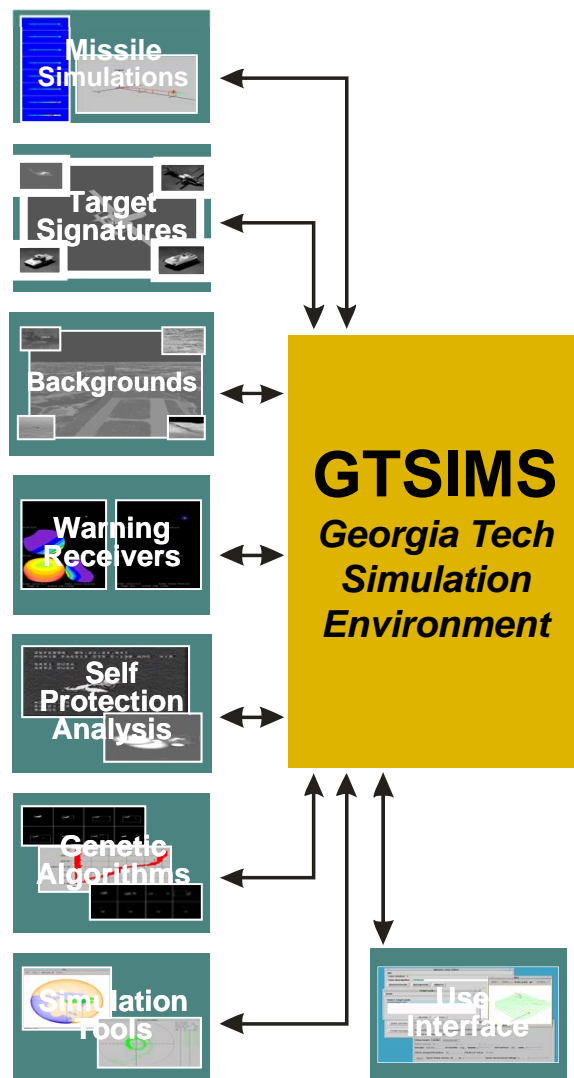 Missile
Simulations
Target
Signatures
Backgrounds
Warning
Receivers
Self
Protection
Analysis
Genetic
Algorithms
Simulation
Tools
GTSIMS
Georgia Tech
Simulation
Environment
User
Interface